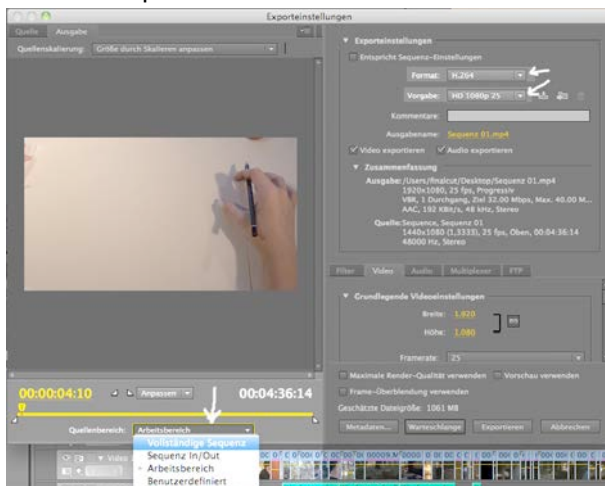 Exporteinstellungen
Quelle Ausgabe
Quellenskalierung: Größe durch Skalieren anpassen
Exporteinstellungen
Entspricht Sequenz-Einstellungen
Format: H.264
Vorgabe: HD 1080p 25
Kommentare:
Ausgabename: Sequenz 01.mp4
Video exportieren Audio exportieren
Zusammenfassung
Ausgabe: /Users/finalcut/Desktop/Sequenz 01.mp4
1920x1080, 25 fps, Progressiv
VBR, 1 Durchgang, Ziel 32.00 Mbps, Max. 40.00 M...
AAC, 192 KBit/s, 48 kHz, Stereo
Quelle: Sequence, Sequenz 01
1440x1080 (1,3333), 25 fps, Oben, 00:04:36:14
48000 Hz, Stereo
Filter Video Audio Multiplexer FTP
Grundlegende Videoeinstellungen
Breite: 1.920
Höhe: 1.080
Framerate: 25
Maximale Render-Qualität verwenden Vorschau verwenden
Frame-Überblendung verwenden
Geschätzte Dateigröße: 1061 MB
Metadaten... Warteschlange Exportieren Abbrechen
00:00:04:10 Anpassen 00:04:36:14
Quellenbereich: Arbeitsbereich
Vollständige Sequenz
Sequenz In/Out
Arbeitsbereich
Benutzerdefiniert
Video